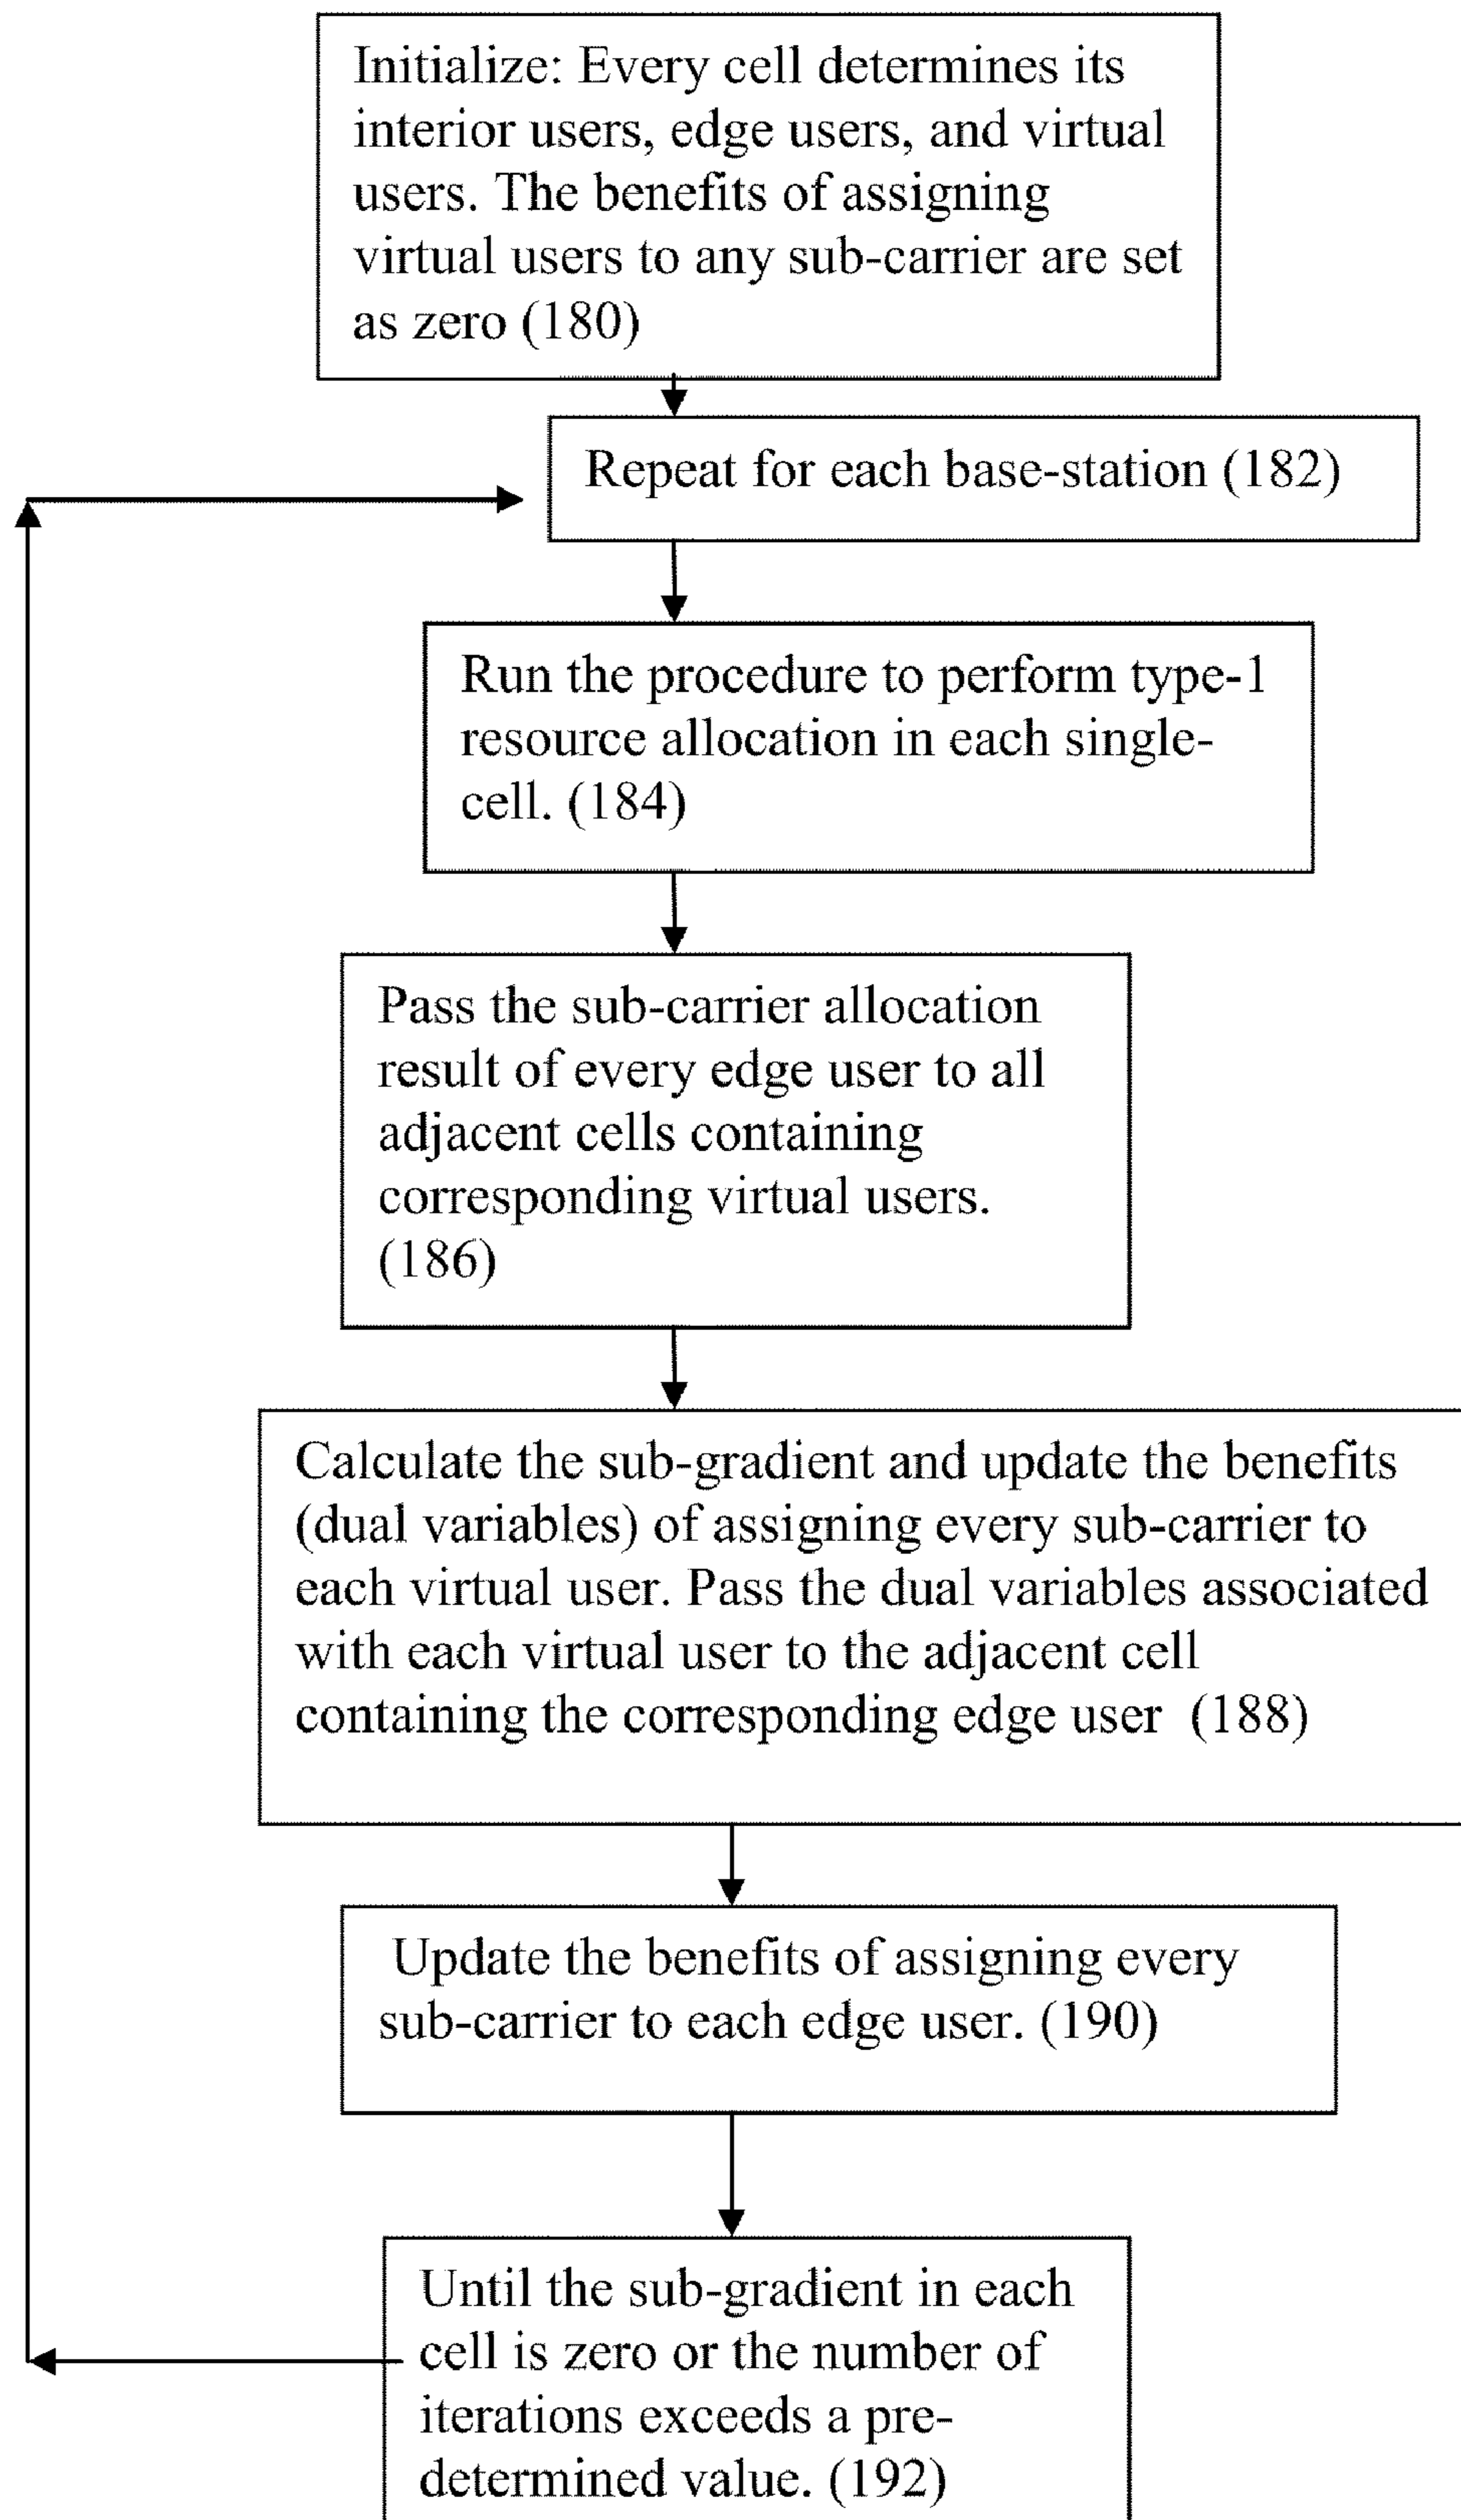 Initialize: Every cell determines its
interior users, edge users, and virtual
users. The benefits of assigning
virtual users to any sub-carrier are set
as zero (180)
Repeat for each base-station (182)
Run the procedure to perform type-1
resource allocation in each single-
cell. (184)
Pass the sub-carrier allocation
result of every edge user to all
adjacent cells containing
corresponding virtual users.
(186)
Calculate the sub-gradient and update the benefits
(dual variables) of assigning every sub-carrier to
each virtual user. Pass the dual variables associated
with each virtual user to the adjacent cell
containing the corresponding edge user (188)
Update the benefits of assigning every
sub-carrier to each edge user. (190)
Until the sub-gradient in each
cell is zero or the number of
iterations exceeds a pre-
determined value. (192)